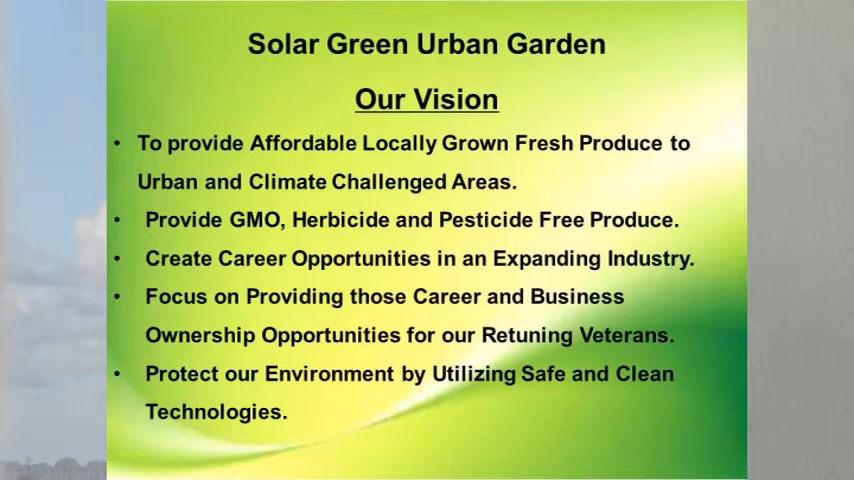 Solar Green Urban Garden
Our Vision
• To provide Affordable Locally Grown Fresh Produce to
Urban and Climate Challenged Areas.
• Provide GMO, Herbicide and Pesticide Free Produce.
• Create Career Opportunities in an Expanding Industry.
• Focus on Providing those Career and Business
Ownership Opportunities for our Retuning Veterans.
• Protect our Environment by Utilizing Safe and Clean
Technologies.